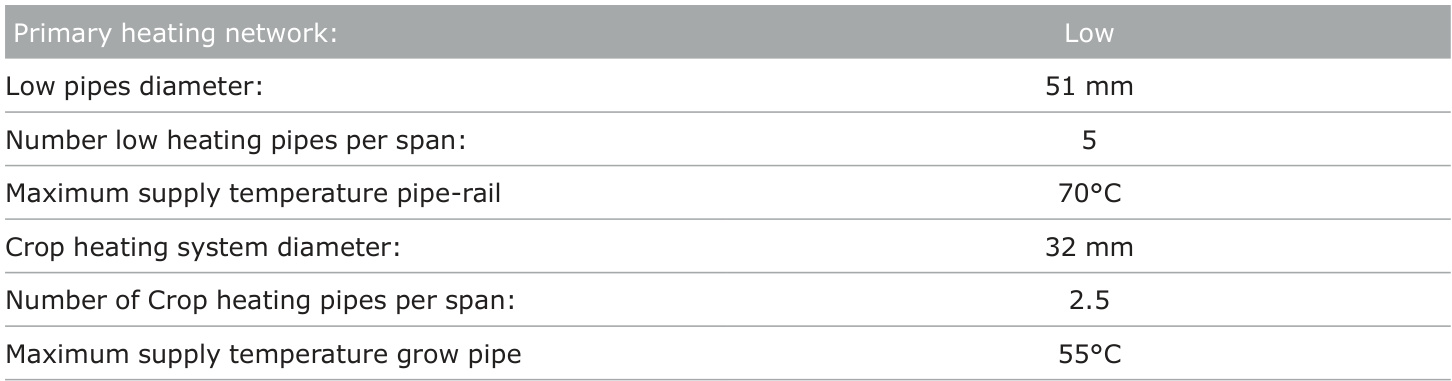 Primary heating network: Low
Low pipes diameter: 51 mm
Number low heating pipes per span: 5
Maximum supply temperature pipe-rail 70°C
Crop heating system diameter: 32 mm
Number of Crop heating pipes per span: 2.5
Maximum supply temperature grow pipe 55°C